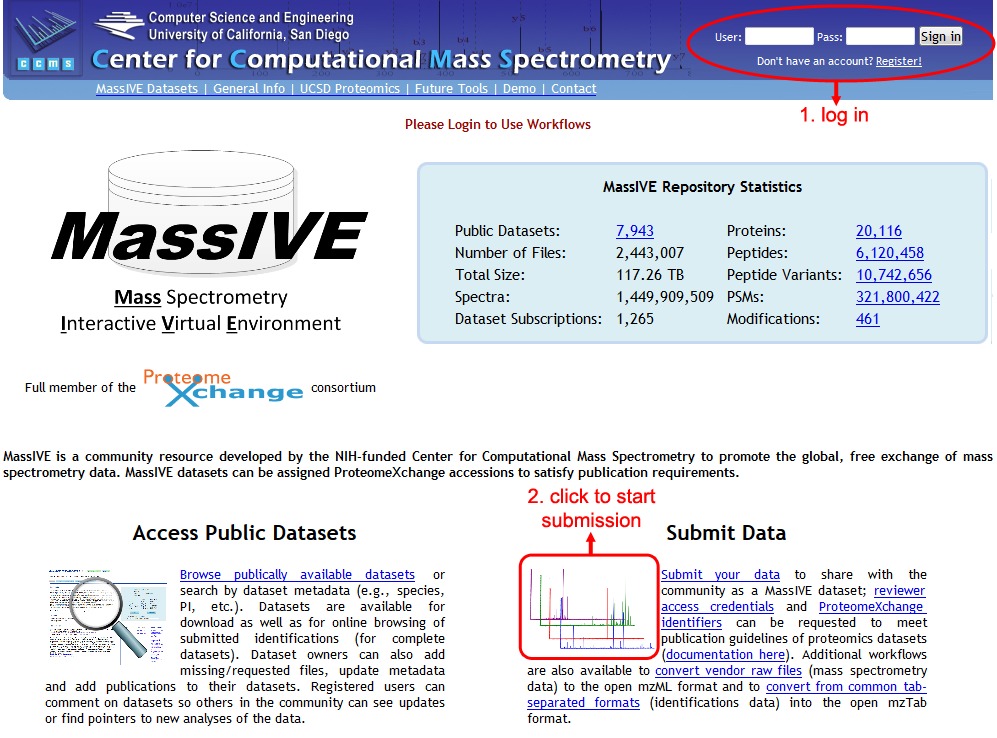 Computer Science and Engineering
University of California, San Diego
Center for Computational Mass Spectrometry
C C M S
User: Pass: Sign in
Don't have an account? Register!
MassIVE Datasets | General Info | UCSD Proteomics | Future Tools | Demo | Contact
1. log in
Please Login to Use Workflows
MassIVE
Mass Spectrometry
Interactive Virtual Environment
Full member of the ProteomeXchange consortium
MassIVE Repository Statistics
Public Datasets: 7,943 Proteins: 20,116
Number of Files: 2,443,007 Peptides: 6,120,458
Total Size: 117.26 TB Peptide Variants: 10,742,656
Spectra: 1,449,909,509 PSMs: 321,800,422
Dataset Subscriptions: 1,265 Modifications: 461
MassIVE is a community resource developed by the NIH-funded Center for Computational Mass Spectrometry to promote the global, free exchange of mass
spectrometry data. MassIVE datasets can be assigned ProteomeXchange accessions to satisfy publication requirements.
Access Public Datasets
Browse publically available datasets or
search by dataset metadata (e.g., species,
PI, etc.). Datasets are available for
download as well as for online browsing of
submitted identifications (for complete
datasets). Dataset owners can also add
missing/requested files, update metadata
and add publications to their datasets. Registered users can
comment on datasets so others in the community can see updates
or find pointers to new analyses of the data.
2. click to start
submission
Submit Data
Submit your data to share with the
community as a MassIVE dataset; reviewer
access credentials and ProteomeXchange
identifiers can be requested to meet
publication guidelines of proteomics datasets
(documentation here). Additional workflows
are also available to convert vendor raw files (mass spectrometry
data) to the open mzML format and to convert from common tab-
separated formats (identifications data) into the open mzTab
format.